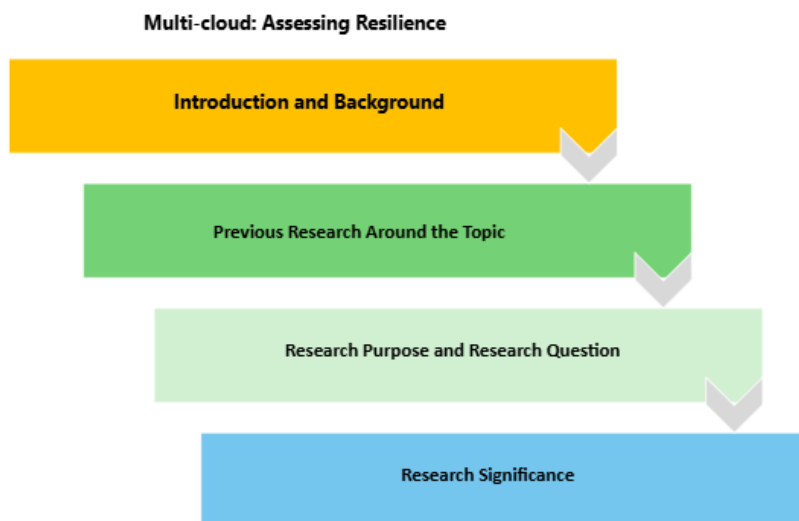 Multi-cloud: Assessing Resilience
Introduction and Background
Previous Research Around the Topic
Research Purpose and Research Question
Research Significance